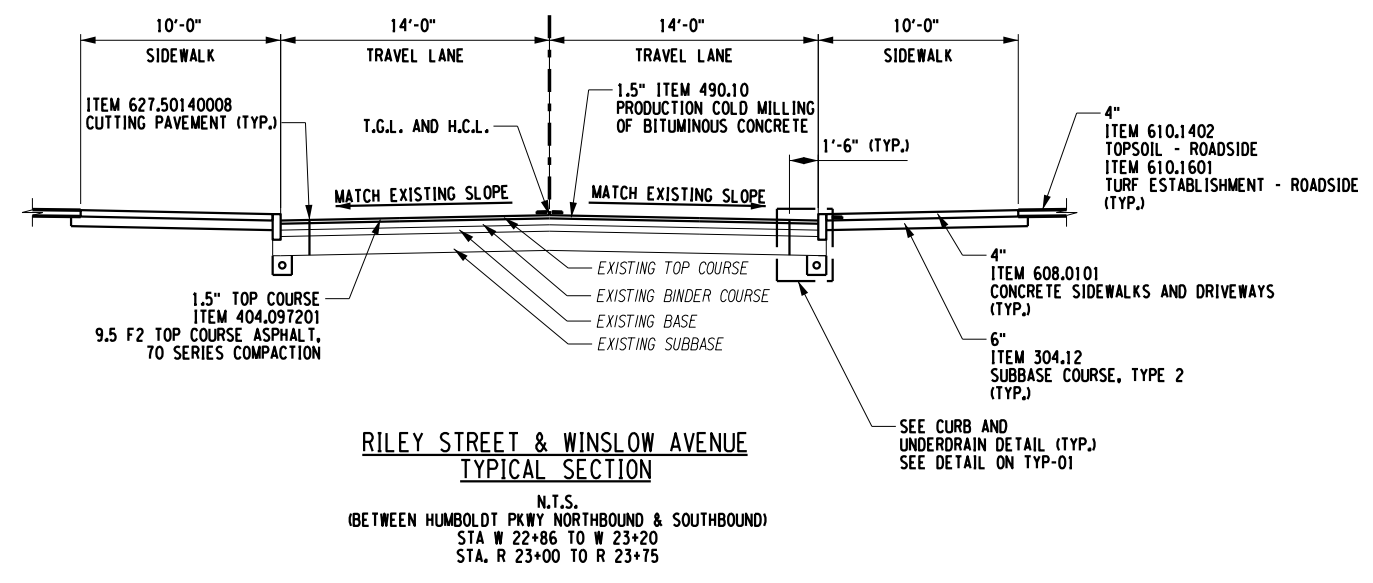 10'-0"
14'-0"
14'-0"
10'-0"
SIDEWALK
TRAVEL LANE
TRAVEL LANE
SIDEWALK
ITEM 627.50140008
CUTTING PAVEMENT (TYP.)
T.G.L. AND H.C.L.
1.5" ITEM 490.10
PRODUCTION COLD MILLING
OF BITUMINOUS CONCRETE
1'-6" (TYP.)
4"
ITEM 610.1402
TOPSOIL - ROADSIDE
ITEM 610.1601
TURF ESTABLISHMENT - ROADSIDE
(TYP.)
MATCH EXISTING SLOPE
MATCH EXISTING SLOPE
1.5" TOP COURSE
ITEM 404.097201
9.5 F2 TOP COURSE ASPHALT,
70 SERIES COMPACTION
EXISTING TOP COURSE
EXISTING BINDER COURSE
EXISTING BASE
EXISTING SUBBASE
4"
ITEM 608.0101
CONCRETE SIDEWALKS AND DRIVEWAYS
(TYP.)
6"
ITEM 304.12
SUBBASE COURSE, TYPE 2
(TYP.)
SEE CURB AND
UNDERDRAIN DETAIL (TYP.)
SEE DETAIL ON TYP-01
RILEY STREET & WINSLOW AVENUE
TYPICAL SECTION
N.T.S.
(BETWEEN HUMBOLDT PKWY NORTHBOUND & SOUTHBOUND)
STA W 22+86 TO W 23+20
STA. R 23+00 TO R 23+75